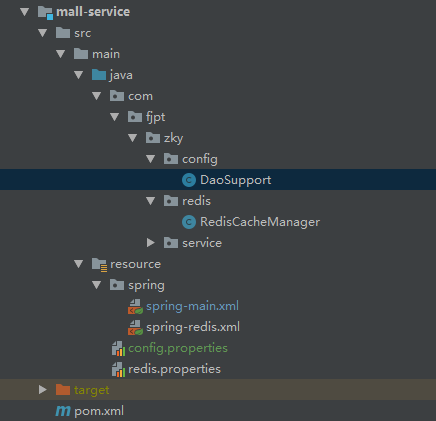 mall-service
src
main
java
com
fjpt
zky
config
DaoSupport
redis
RedisCacheManager
service
resource
spring
spring-main.xml
spring-redis.xml
config.properties
redis.properties
target
pom.xml